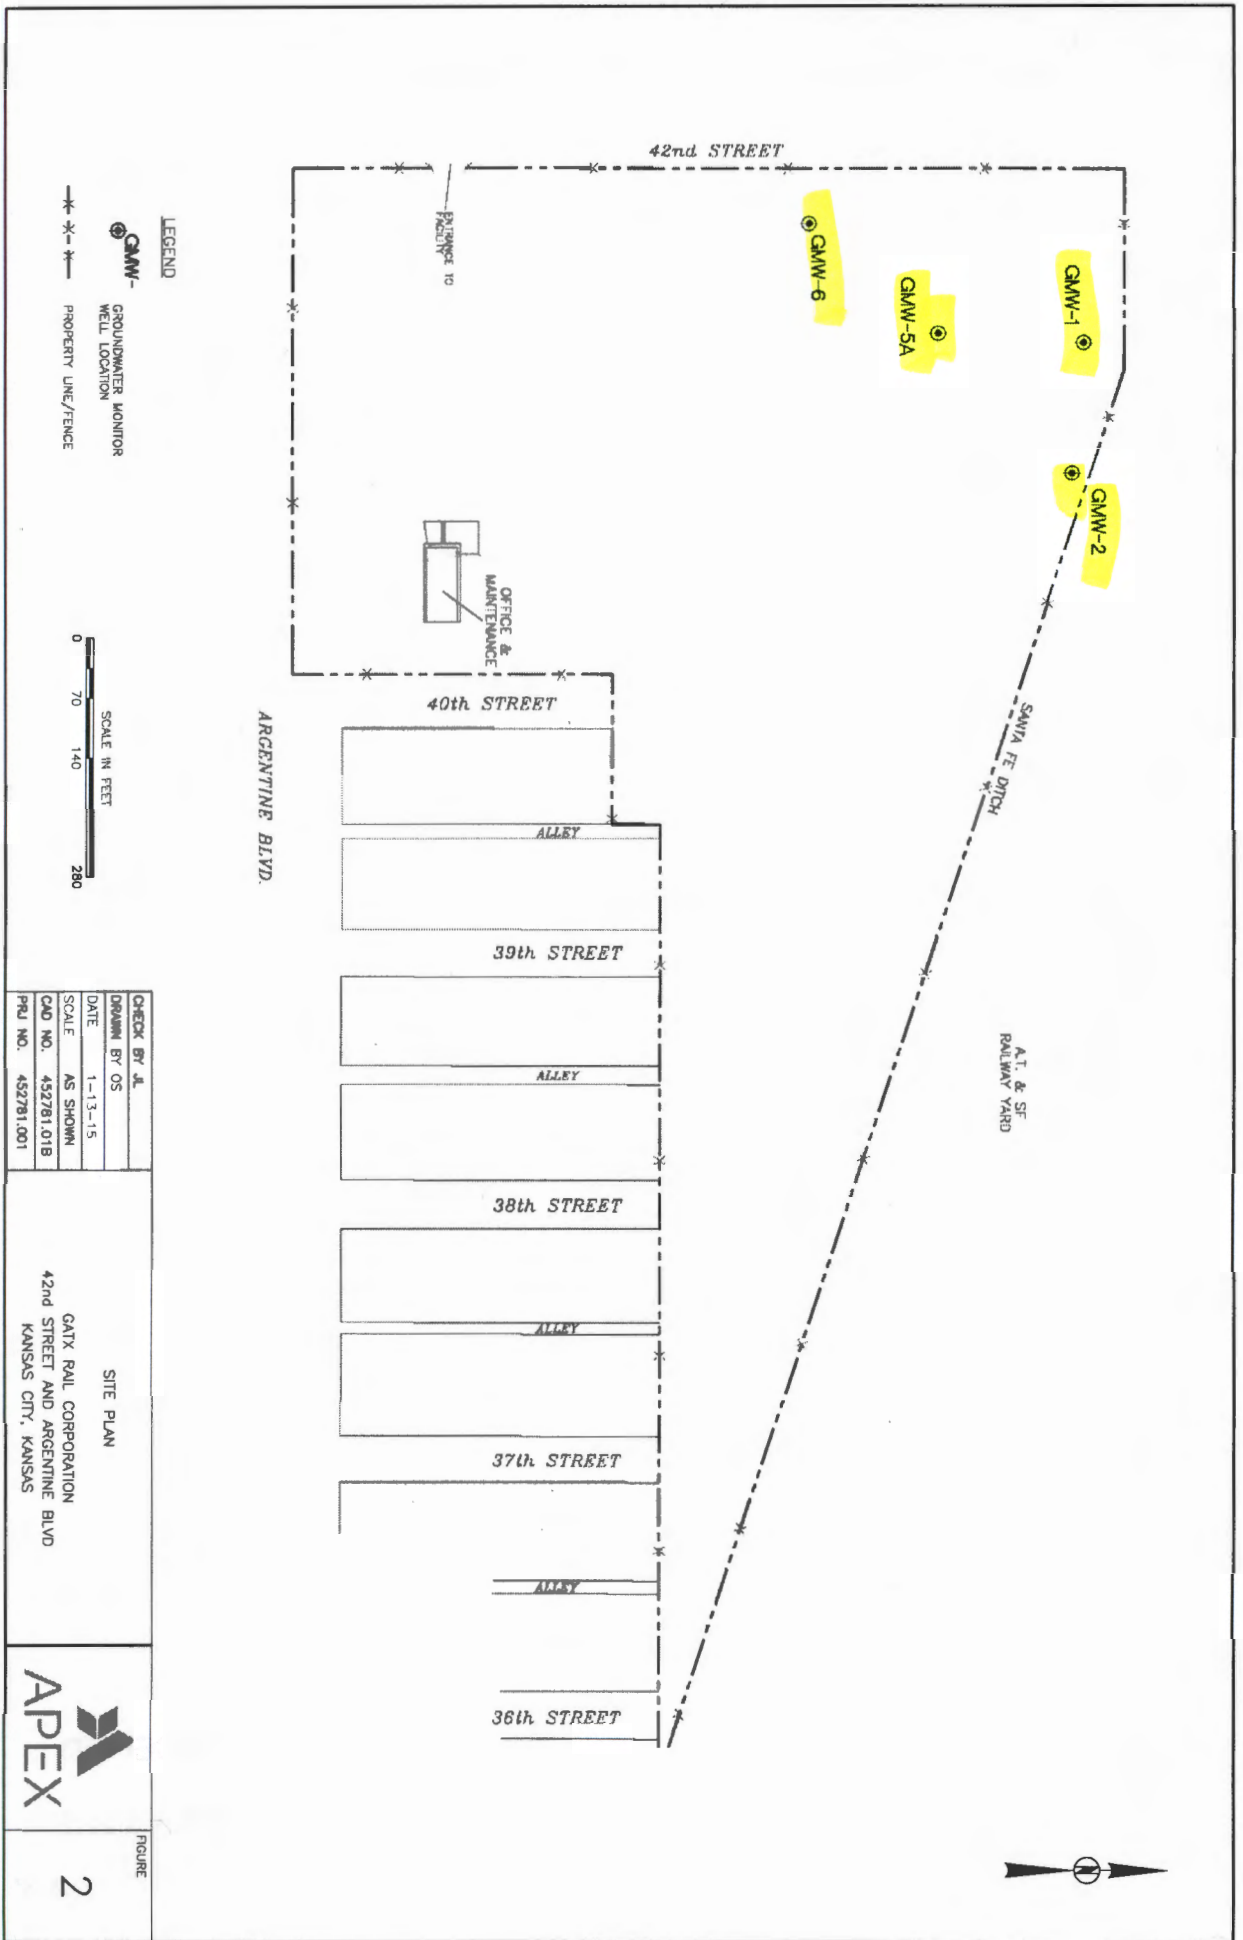 42nd STREET
ENTRANCE TO
FACILITY
GMW-6
GMW-5A
GMW-1
GMW-2
OFFICE &
MAINTENANCE
SANTA FE DITCH
A.T. & SF
RAILWAY YARD
40th STREET
ALLEY
39th STREET
ALLEY
38th STREET
ALLEY
37th STREET
ALLEY
36th STREET
ARGENTINE BLVD.
LEGEND
GMW-
GROUNDWATER MONITOR
WELL LOCATION
PROPERTY LINE/FENCE
SCALE IN FEET
0 70 140 280
CHECK BY JL
DRAWN BY OS
DATE 1-13-15
SCALE AS SHOWN
CAD NO. 452781.01B
PRJ NO. 452781.001
SITE PLAN
GATX RAIL CORPORATION
42nd STREET AND ARGENTINE BLVD
KANSAS CITY, KANSAS
APEX
FIGURE
2